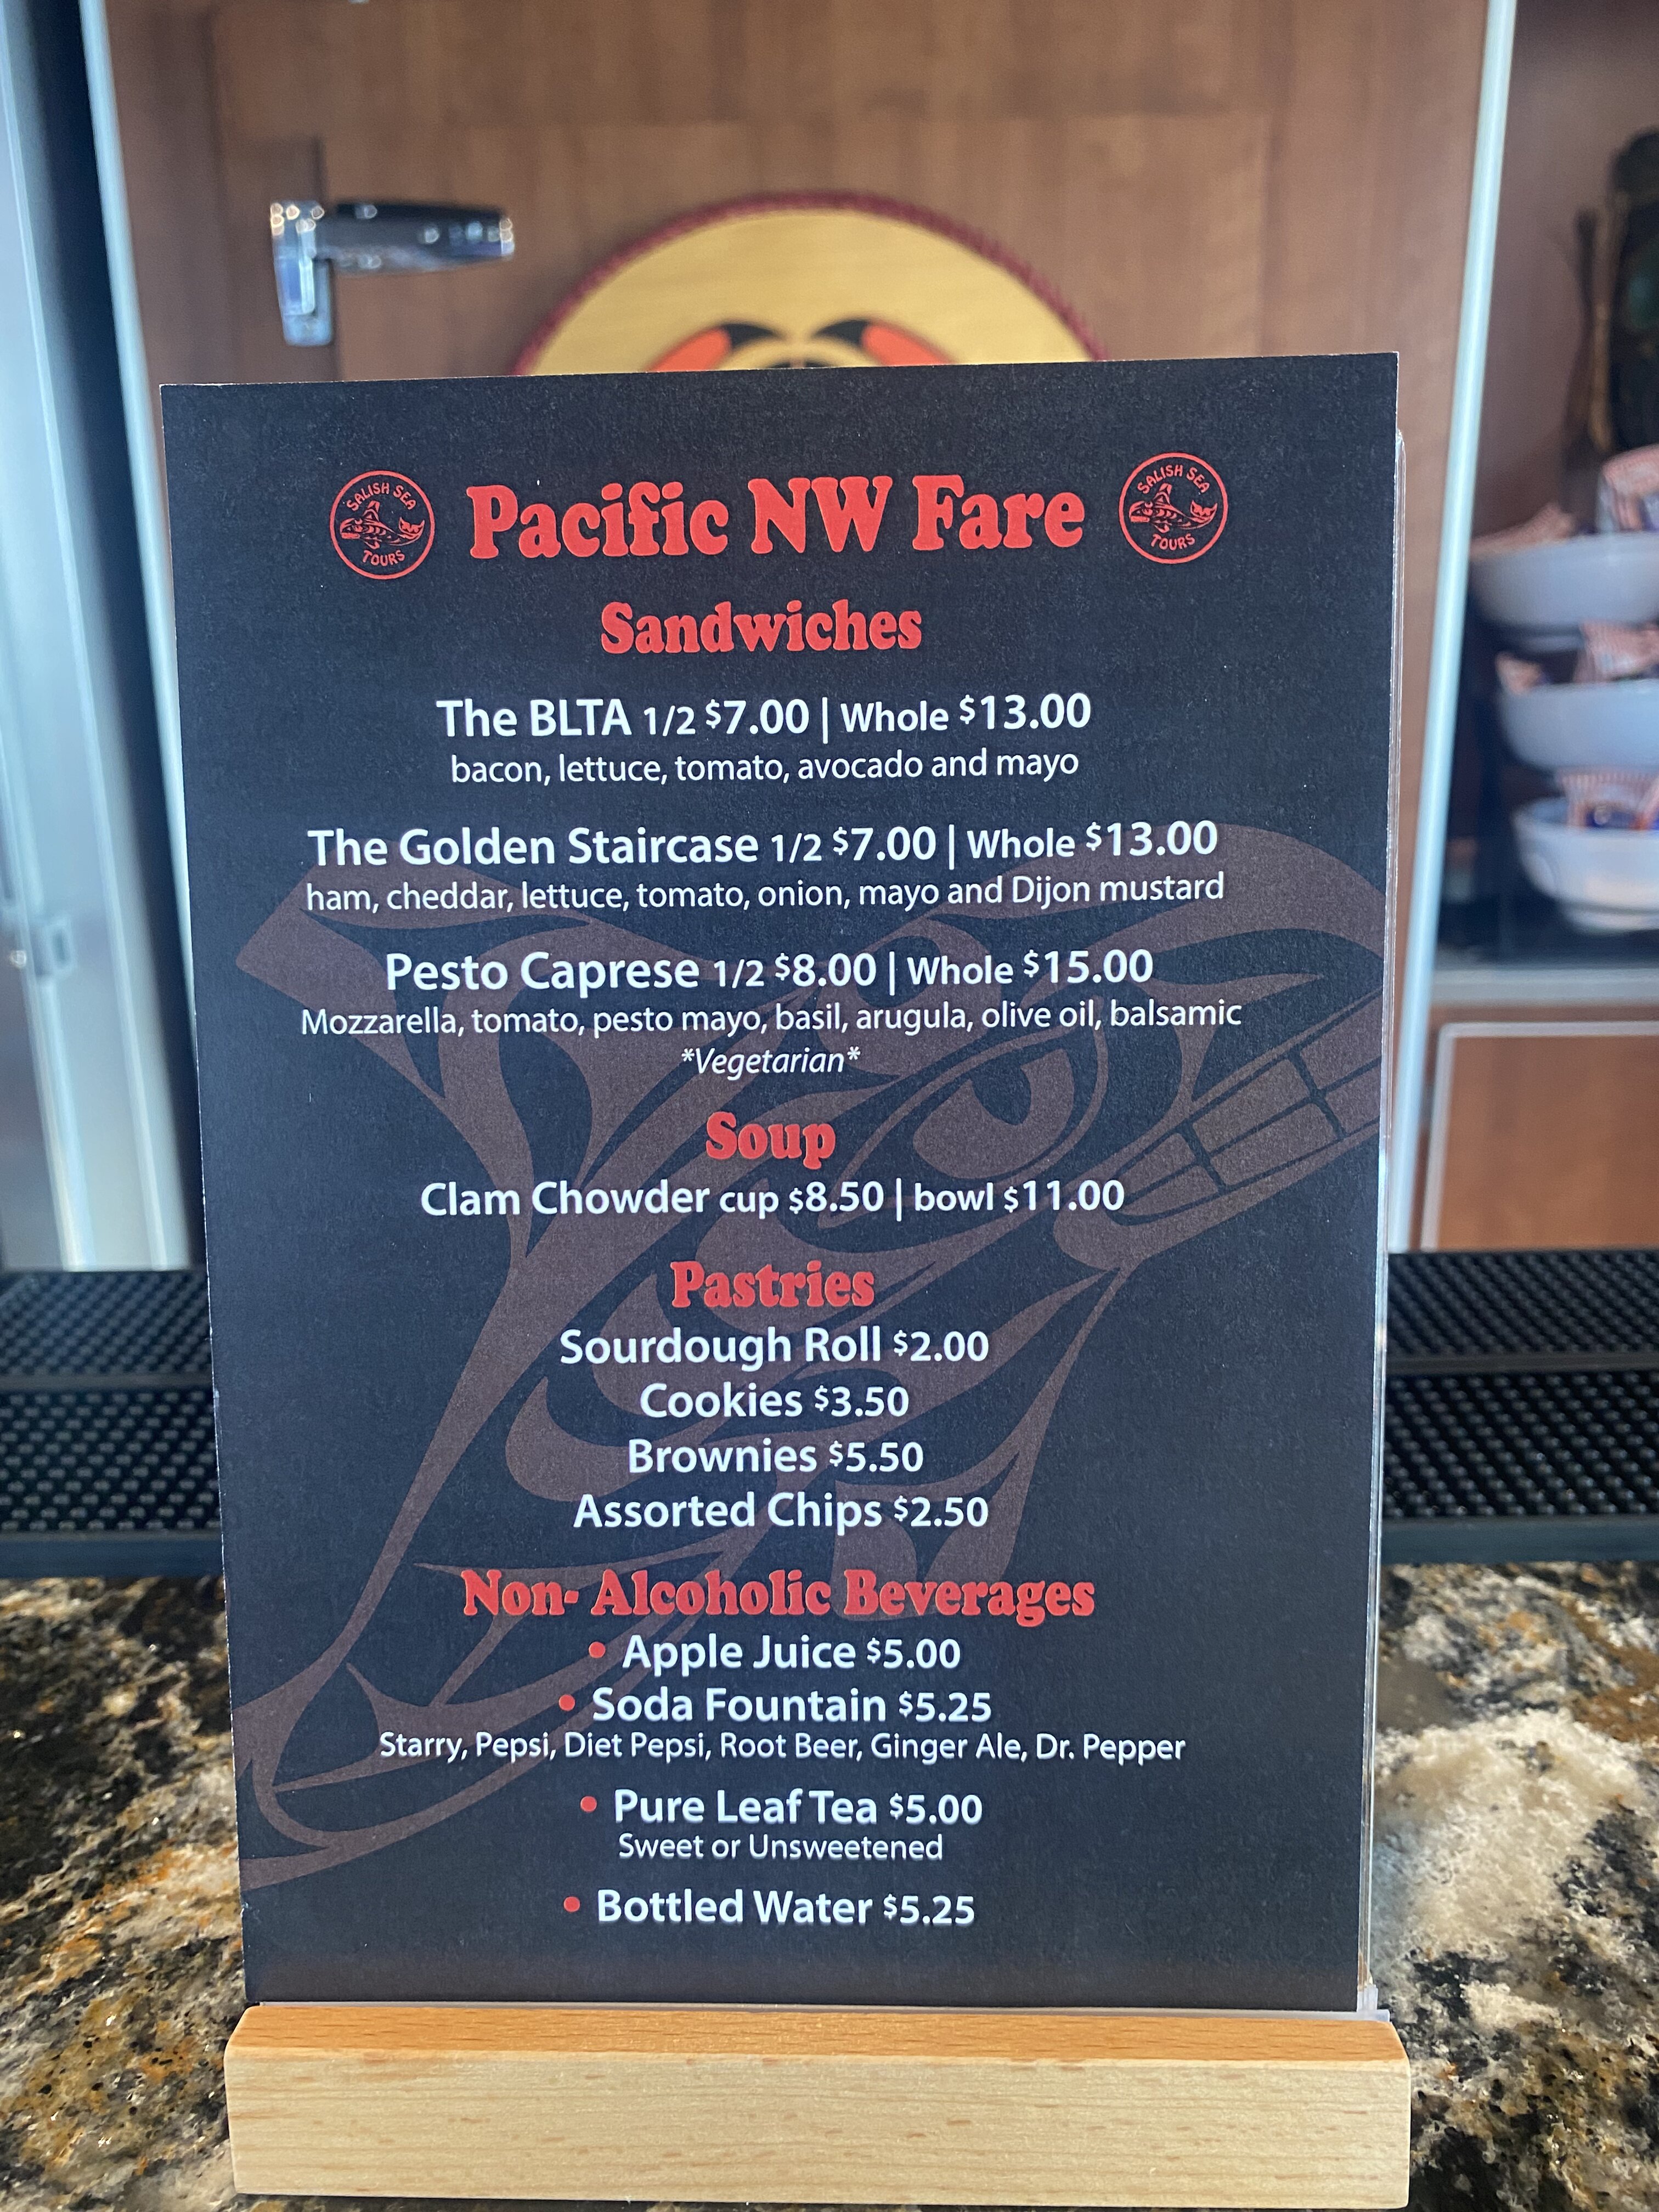 SALISH SEA TOURS
Pacific NW Fare
SALISH SEA TOURS
Sandwiches
The BLTA 1/2 $7.00 | Whole $13.00
bacon, lettuce, tomato, avocado and mayo
The Golden Staircase 1/2 $7.00 | Whole $13.00
ham, cheddar, lettuce, tomato, onion, mayo and Dijon mustard
Pesto Caprese 1/2 $8.00 | Whole $15.00
Mozzarella, tomato, pesto mayo, basil, arugula, olive oil, balsamic
*Vegetarian*
Soup
Clam Chowder cup $8.50 | bowl $11.00
Pastries
Sourdough Roll $2.00
Cookies $3.50
Brownies $5.50
Assorted Chips $2.50
Non- Alcoholic Beverages
• Apple Juice $5.00
• Soda Fountain $5.25
Starry, Pepsi, Diet Pepsi, Root Beer, Ginger Ale, Dr. Pepper
• Pure Leaf Tea $5.00
Sweet or Unsweetened
• Bottled Water $5.25